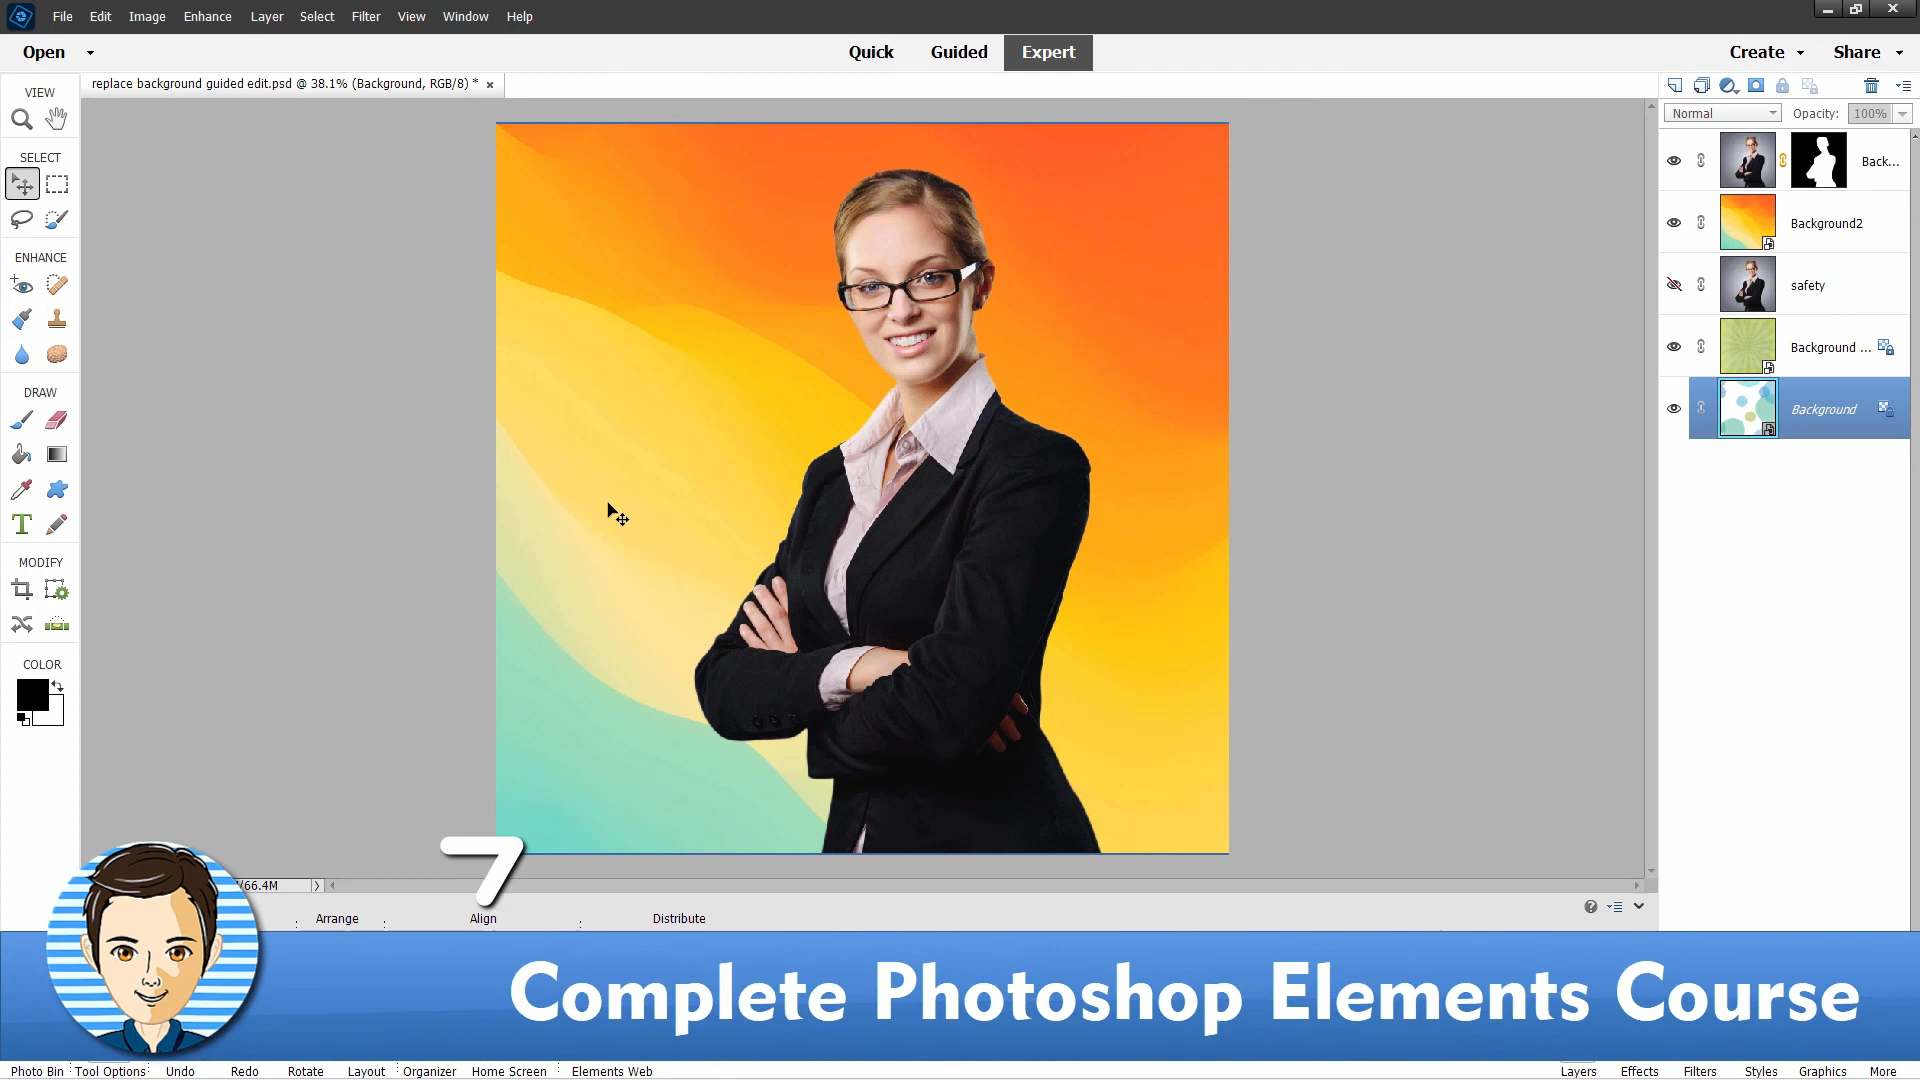 File Edit Image Enhance Layer Select Filter View Window Help
Open Quick Guided Expert Create Share
replace background guided edit.psd @ 38.1% (Background, RGB/8) * ×
VIEW
SELECT
ENHANCE
DRAW
MODIFY
COLOR
Normal Opacity: 100%
Back...
Background2
safety
Background ...
Background
/66.4M
7
Arrange Align Distribute
Complete Photoshop Elements Course
Photo Bin Tool Options Undo Redo Rotate Layout Organizer Home Screen Elements Web Layers Effects Filters Styles Graphics More